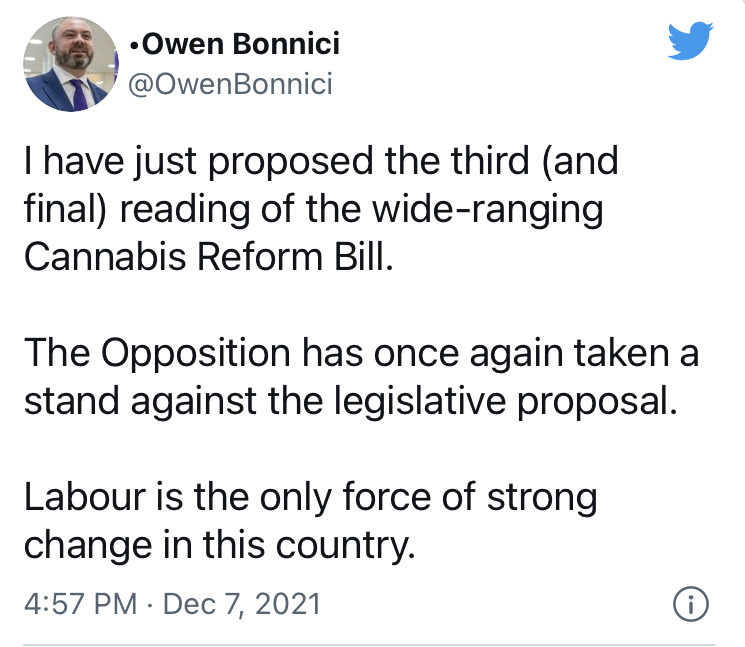 •Owen Bonnici
@OwenBonnici
I have just proposed the third (and
final) reading of the wide-ranging
Cannabis Reform Bill.
The Opposition has once again taken a
stand against the legislative proposal.
Labour is the only force of strong
change in this country.
4:57 PM · Dec 7, 2021